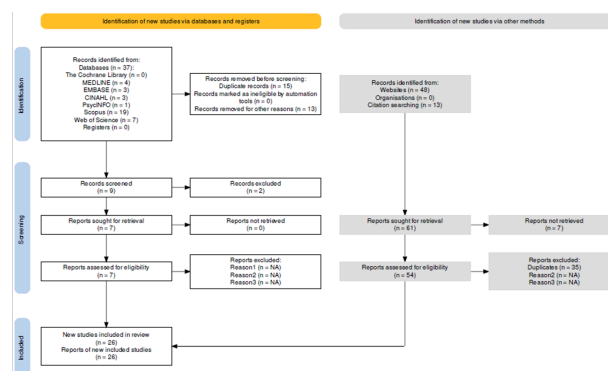 Identification of new studies via databases and registers
Identification of new studies via other methods
Identification
Records identified from:
Databases (n = 37):
The Cochrane Library (n = 0)
MEDLINE (n = 4)
EMBASE (n = 3)
CINAHL (n = 3)
PsycINFO (n = 1)
Scopus (n = 19)
Web of Science (n = 7)
Registers (n = 0)
Records removed before screening:
Duplicate records (n = 15)
Records marked as ineligible by automation
tools (n = 0)
Records removed for other reasons (n = 13)
Records identified from:
Websites (n = 48)
Organisations (n = 0)
Citation searching (n = 13)
Screening
Records screened
(n = 9)
Records excluded
(n = 2)
Reports sought for retrieval
(n = 7)
Reports not retrieved
(n = 0)
Reports sought for retrieval
(n = 61)
Reports not retrieved
(n = 7)
Reports assessed for eligibility
(n = 7)
Reports excluded:
Reason1 (n = NA)
Reason2 (n = NA)
Reason3 (n = NA)
Reports assessed for eligibility
(n = 54)
Reports excluded:
Duplicates (n = 35)
Reason2 (n = NA)
Reason3 (n = NA)
Included
New studies included in review
(n = 26)
Reports of new included studies
(n = 26)